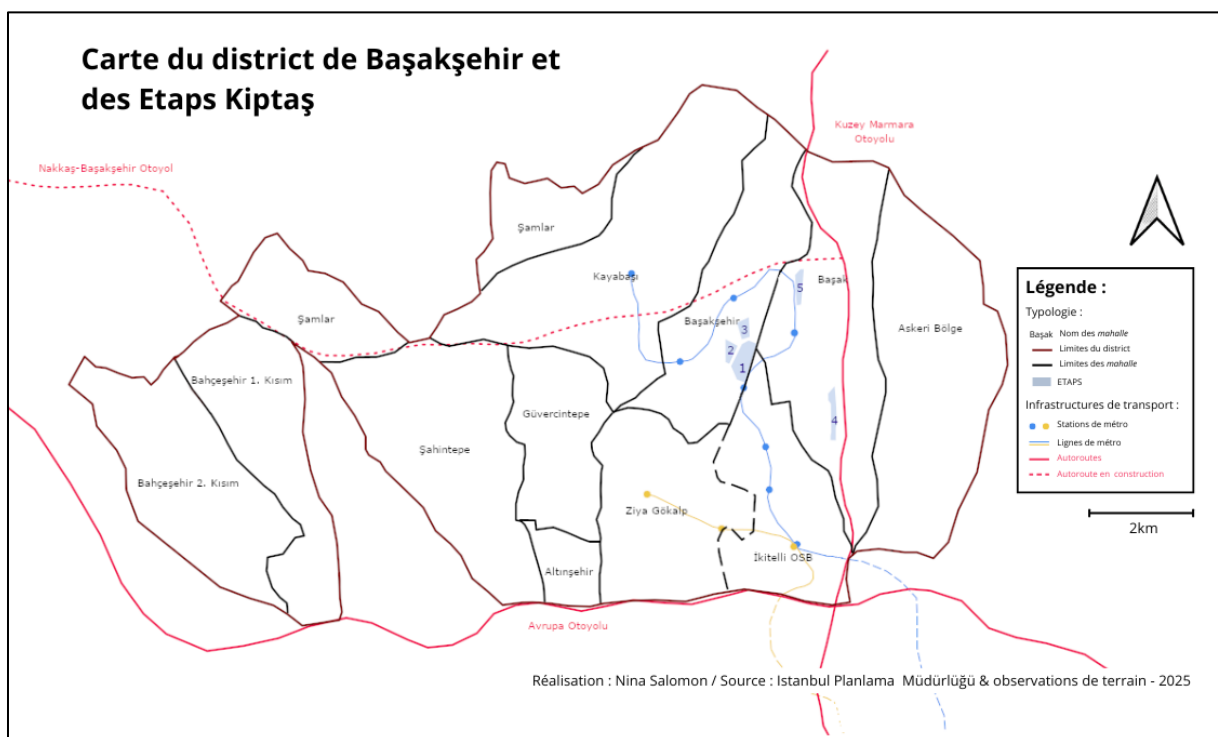 Carte du district de Başakşehir et
des Etaps Kiptaş
Kuzey Marmara
Otoyolu
Nakkaş-Başakşehir Otoyol
Şamlar
Kayabaşı
Başak
5
Şamlar
Başakşehir
3
2
1
Askeri Bölge
Bahçeşehir 1. Kısım
Güvercintepe
4
Şahintepe
Bahçeşehir 2. Kısım
Ziya Gökalp
İkitelli OSB
Altınşehir
Avrupa Otoyolu
Légende :
Typologie :
Başak Nom des mahalle
Limites du district
Limites des mahalle
ETAPS
Infrastructures de transport :
Stations de métro
Lignes de métro
Autoroutes
Autoroute en construction
2km
Réalisation : Nina Salomon / Source : Istanbul Planlama Müdürlüğü & observations de terrain - 2025